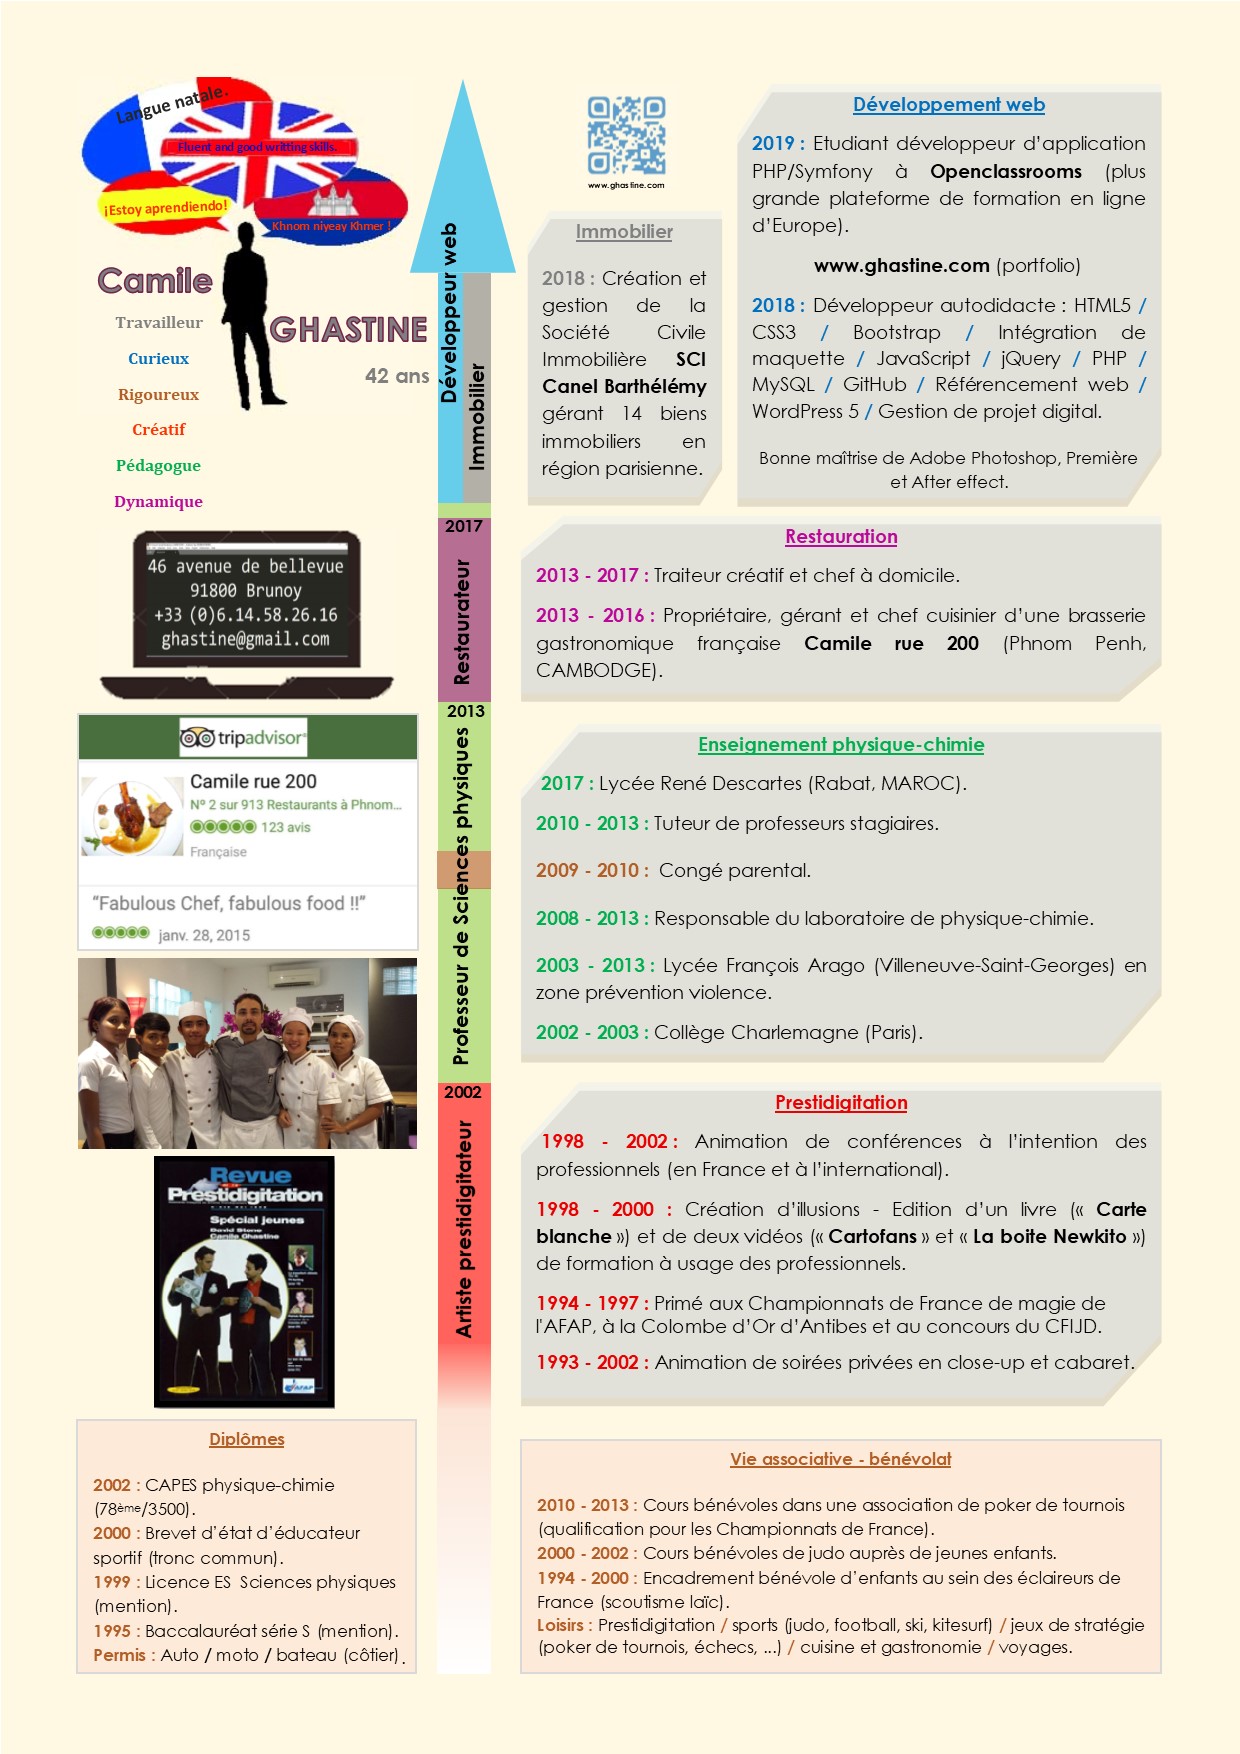 Langue natale.
Fluent and good writting skills.
¡Estoy aprendiendo!
Khnom niyeay Khmer !
Camile
GHASTINE
42 ans
Travailleur
Curieux
Rigoureux
Créatif
Pédagogue
Dynamique
46 avenue de bellevue
91800 Brunoy
+33 (0)6.14.58.26.16
ghastine@gmail.com
tripadvisor
Camile rue 200
Nº 2 sur 913 Restaurants à Phnom...
123 avis
Française
“Fabulous Chef, fabulous food !!”
janv. 28, 2015
Revue
Prestidigitation
Spécial jeunes
David Stone
Camile Ghastine
AFAP
Diplômes
2002 : CAPES physique-chimie
(78ème/3500).
2000 : Brevet d’état d’éducateur
sportif (tronc commun).
1999 : Licence ES Sciences physiques
(mention).
1995 : Baccalauréat série S (mention).
Permis : Auto / moto / bateau (côtier).
Développeur web
Immobilier
2017
Restaurateur
2013
Professeur de Sciences physiques
2002
Artiste prestidigitateur
www.ghastine.com
Immobilier
2018 : Création et
gestion de la
Société Civile
Immobilière SCI
Canel Barthélémy
gérant 14 biens
immobiliers en
région parisienne.
Développement web
2019 : Etudiant développeur d’application
PHP/Symfony à Openclassrooms (plus
grande plateforme de formation en ligne
d’Europe).
www.ghastine.com (portfolio)
2018 : Développeur autodidacte : HTML5 /
CSS3 / Bootstrap / Intégration de
maquette / JavaScript / jQuery / PHP /
MySQL / GitHub / Référencement web /
WordPress 5 / Gestion de projet digital.
Bonne maîtrise de Adobe Photoshop, Première
et After effect.
Restauration
2013 - 2017 : Traiteur créatif et chef à domicile.
2013 - 2016 : Propriétaire, gérant et chef cuisinier d’une brasserie
gastronomique française Camile rue 200 (Phnom Penh,
CAMBODGE).
Enseignement physique-chimie
2017 : Lycée René Descartes (Rabat, MAROC).
2010 - 2013 : Tuteur de professeurs stagiaires.
2009 - 2010 : Congé parental.
2008 - 2013 : Responsable du laboratoire de physique-chimie.
2003 - 2013 : Lycée François Arago (Villeneuve-Saint-Georges) en
zone prévention violence.
2002 - 2003 : Collège Charlemagne (Paris).
Prestidigitation
1998 - 2002 : Animation de conférences à l’intention des
professionnels (en France et à l’international).
1998 - 2000 : Création d’illusions - Edition d’un livre (« Carte
blanche ») et de deux vidéos (« Cartofans » et « La boite Newkito »)
de formation à usage des professionnels.
1994 - 1997 : Primé aux Championnats de France de magie de
l'AFAP, à la Colombe d’Or d’Antibes et au concours du CFIJD.
1993 - 2002 : Animation de soirées privées en close-up et cabaret.
Vie associative - bénévolat
2010 - 2013 : Cours bénévoles dans une association de poker de tournois
(qualification pour les Championnats de France).
2000 - 2002 : Cours bénévoles de judo auprès de jeunes enfants.
1994 - 2000 : Encadrement bénévole d’enfants au sein des éclaireurs de
France (scoutisme laïc).
Loisirs : Prestidigitation / sports (judo, football, ski, kitesurf) / jeux de stratégie
(poker de tournois, échecs, ...) / cuisine et gastronomie / voyages.